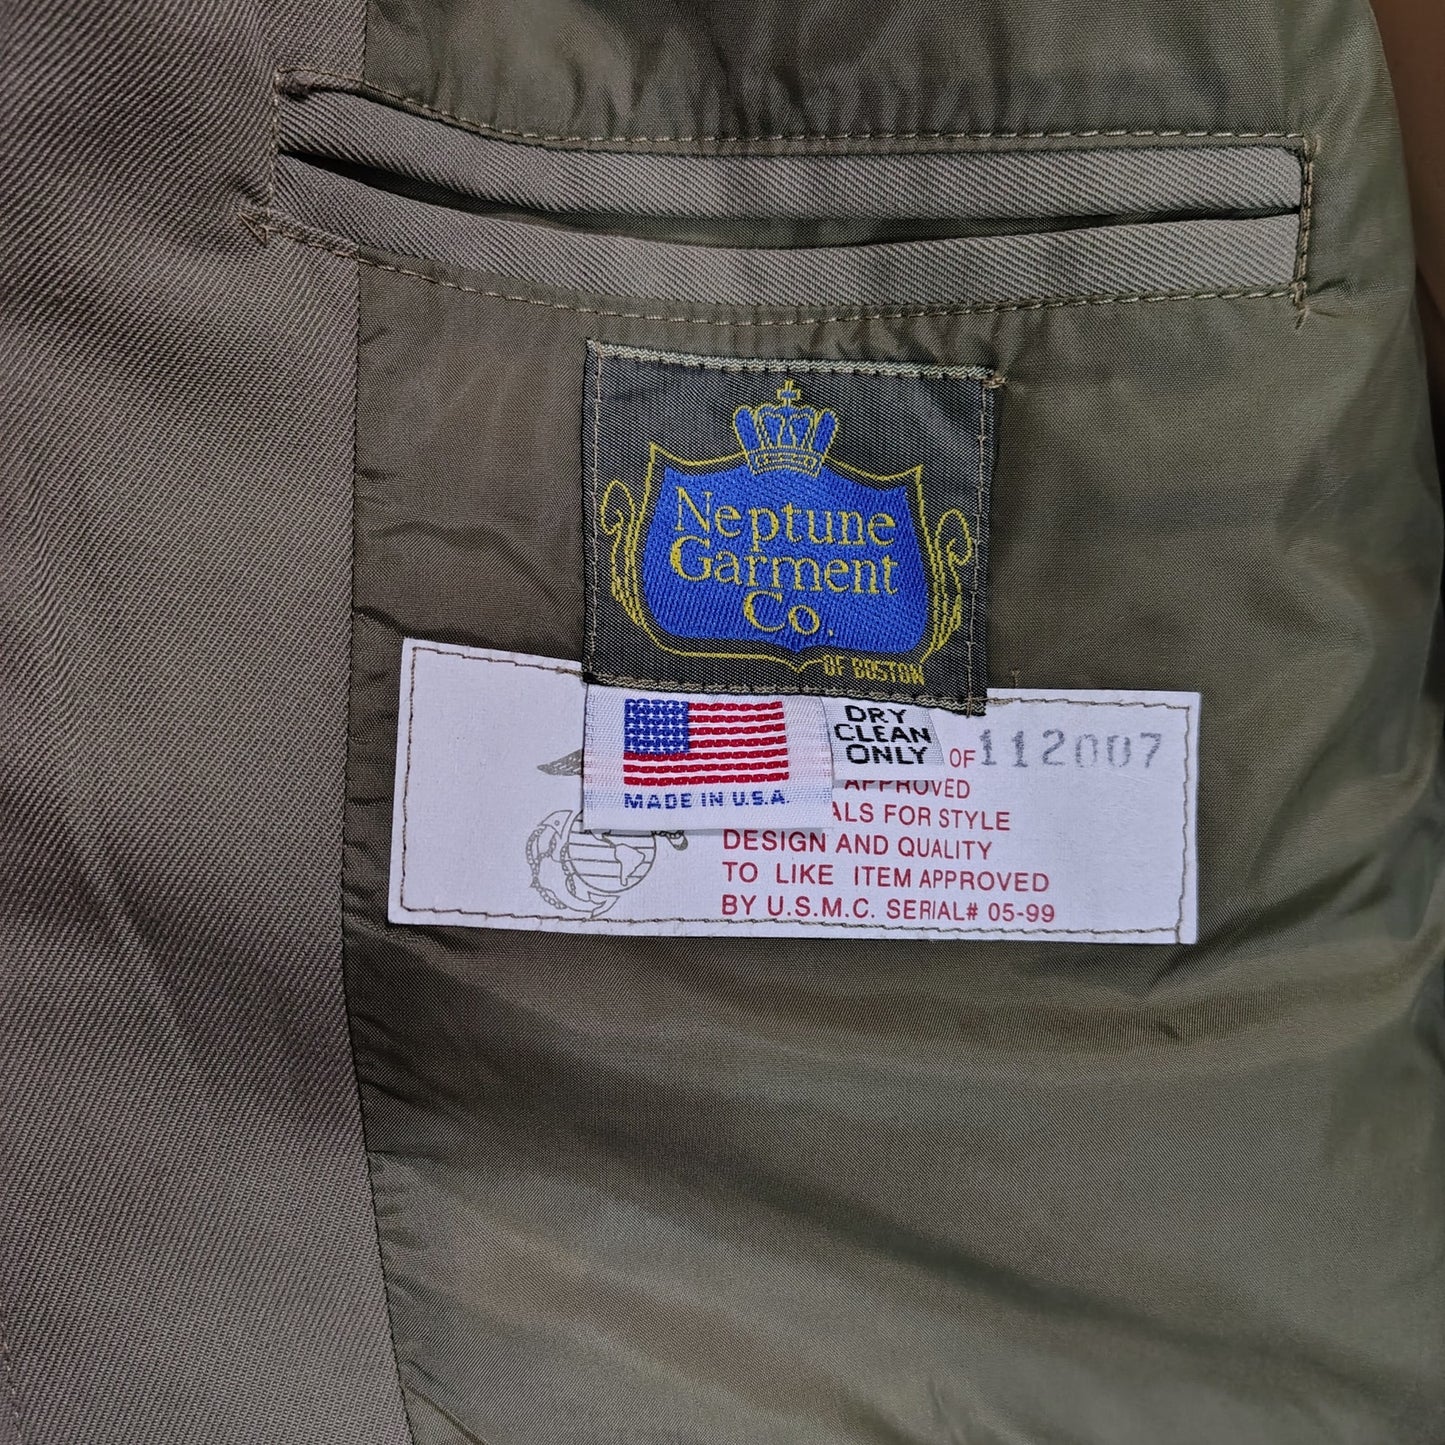 Neptune
Garment
Co.
OF BOSTON
MADE IN U.S.A.
DRY
CLEAN
ONLY
OF 112007
APPROVED
ALS FOR STYLE
DESIGN AND QUALITY
TO LIKE ITEM APPROVED
BY U.S.M.C. SERIAL# 05-99